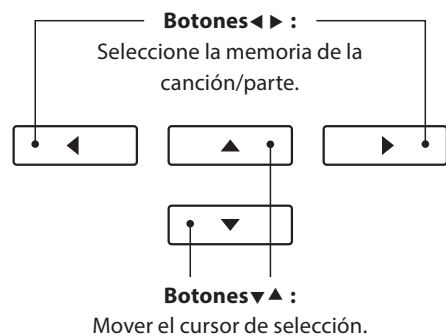 Botones◀ ▶ :
Seleccione la memoria de la
canción/parte.
Botones▼▲ :
Mover el cursor de selección.